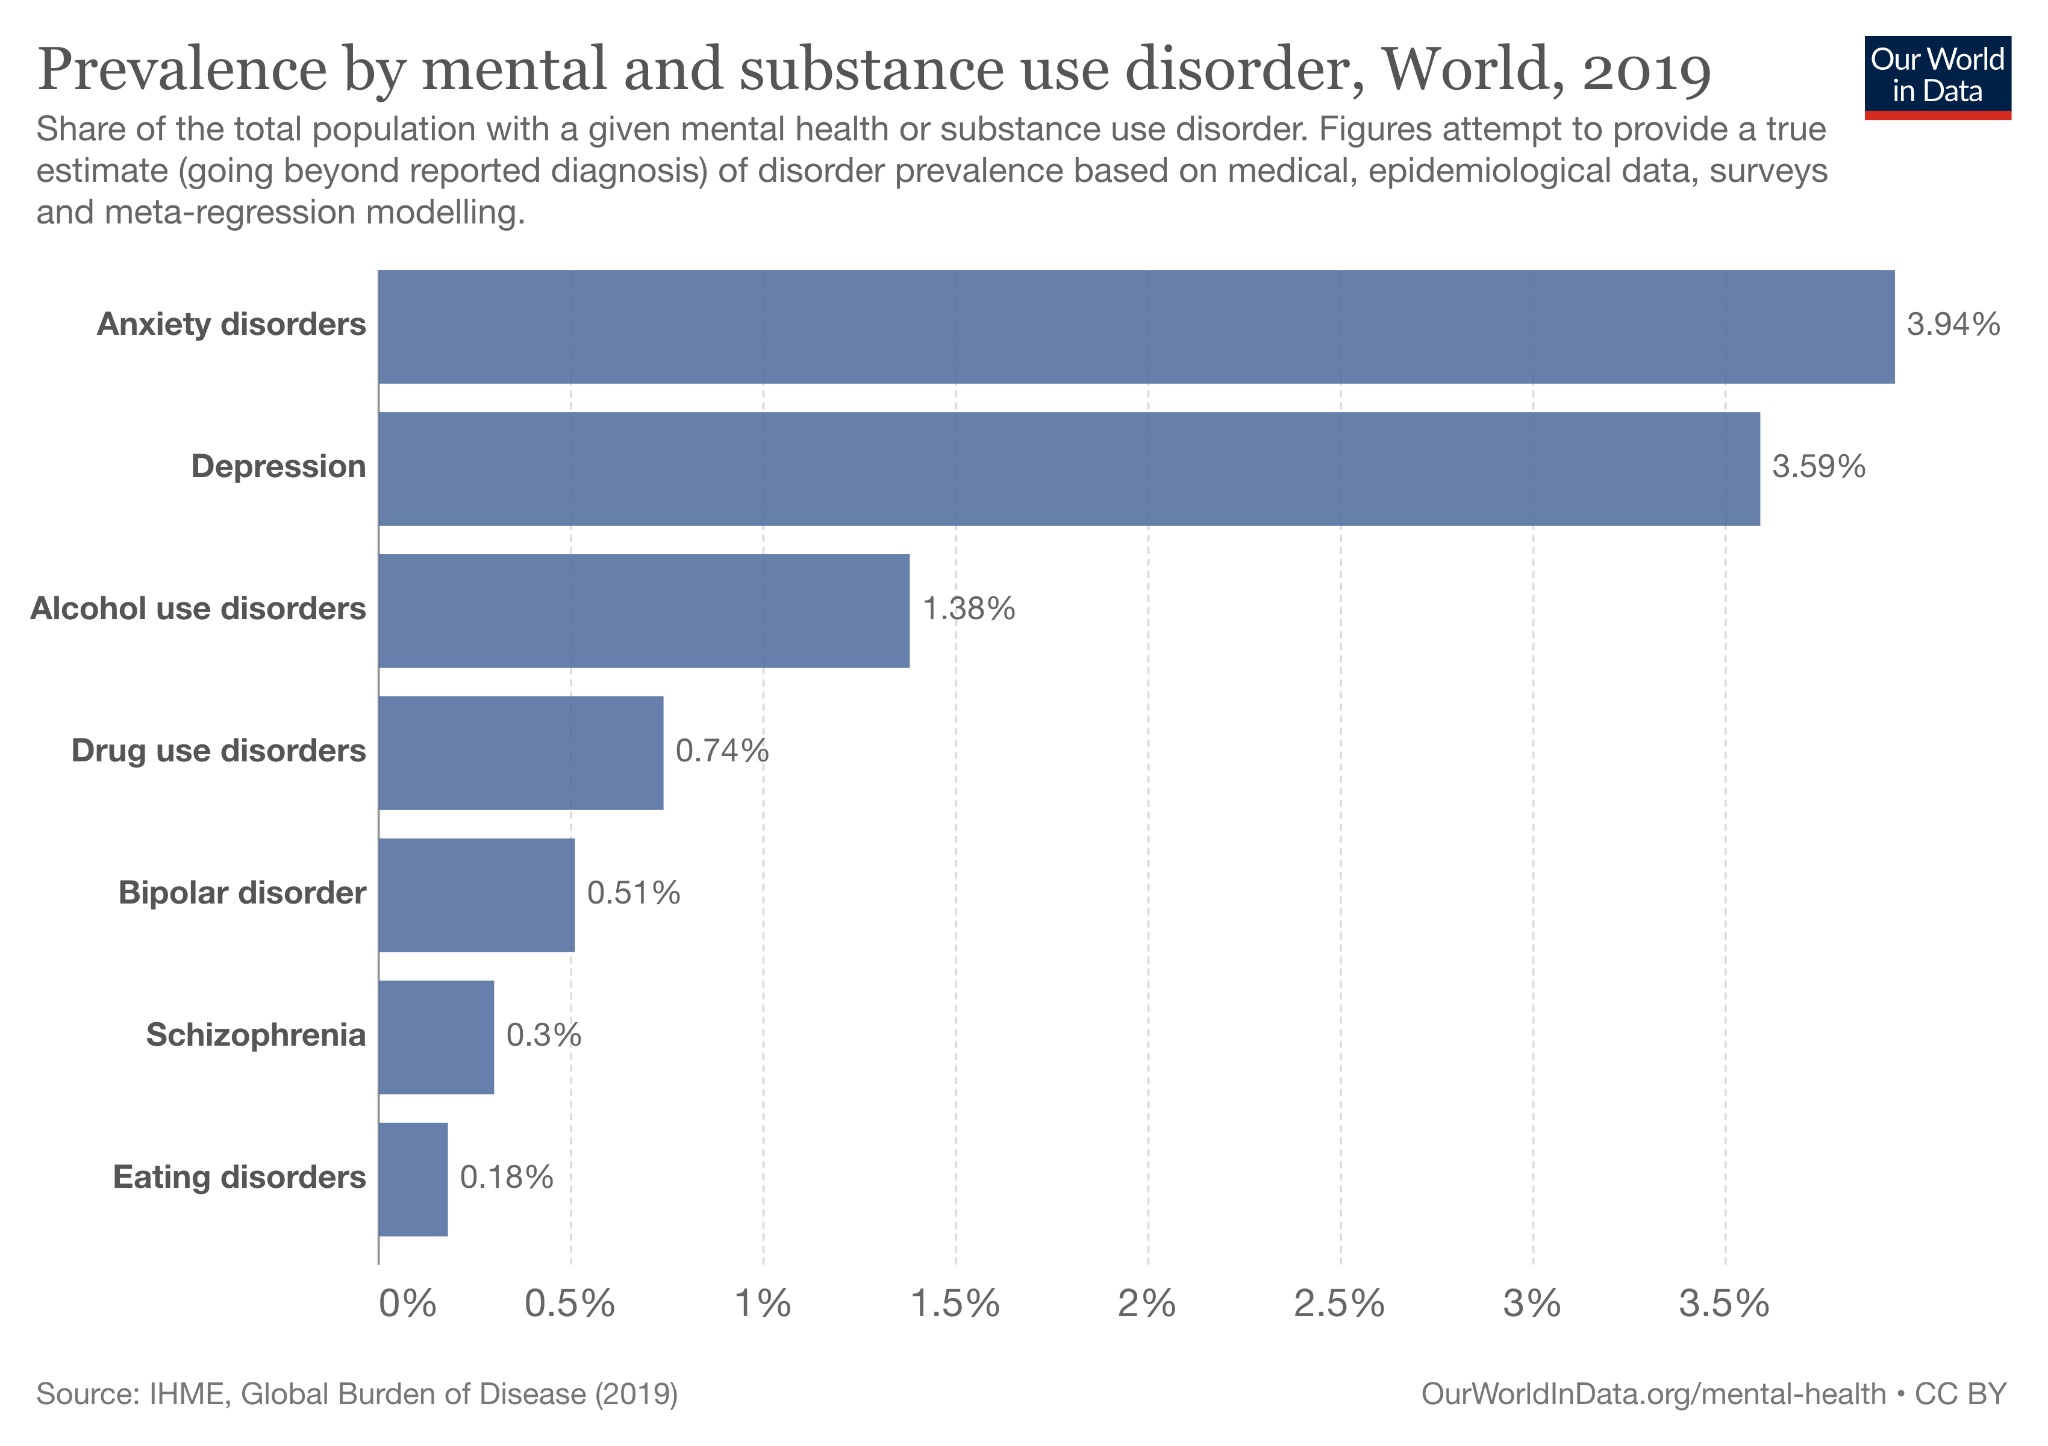 Prevalence by mental and substance use disorder, World, 2019
Our World
in Data
Share of the total population with a given mental health or substance use disorder. Figures attempt to provide a true
estimate (going beyond reported diagnosis) of disorder prevalence based on medical, epidemiological data, surveys
and meta-regression modelling.
Anxiety disorders 3.94%
Depression 3.59%
Alcohol use disorders 1.38%
Drug use disorders 0.74%
Bipolar disorder 0.51%
Schizophrenia 0.3%
Eating disorders 0.18%
0% 0.5% 1% 1.5% 2% 2.5% 3% 3.5%
Source: IHME, Global Burden of Disease (2019) OurWorldInData.org/mental-health • CC BY